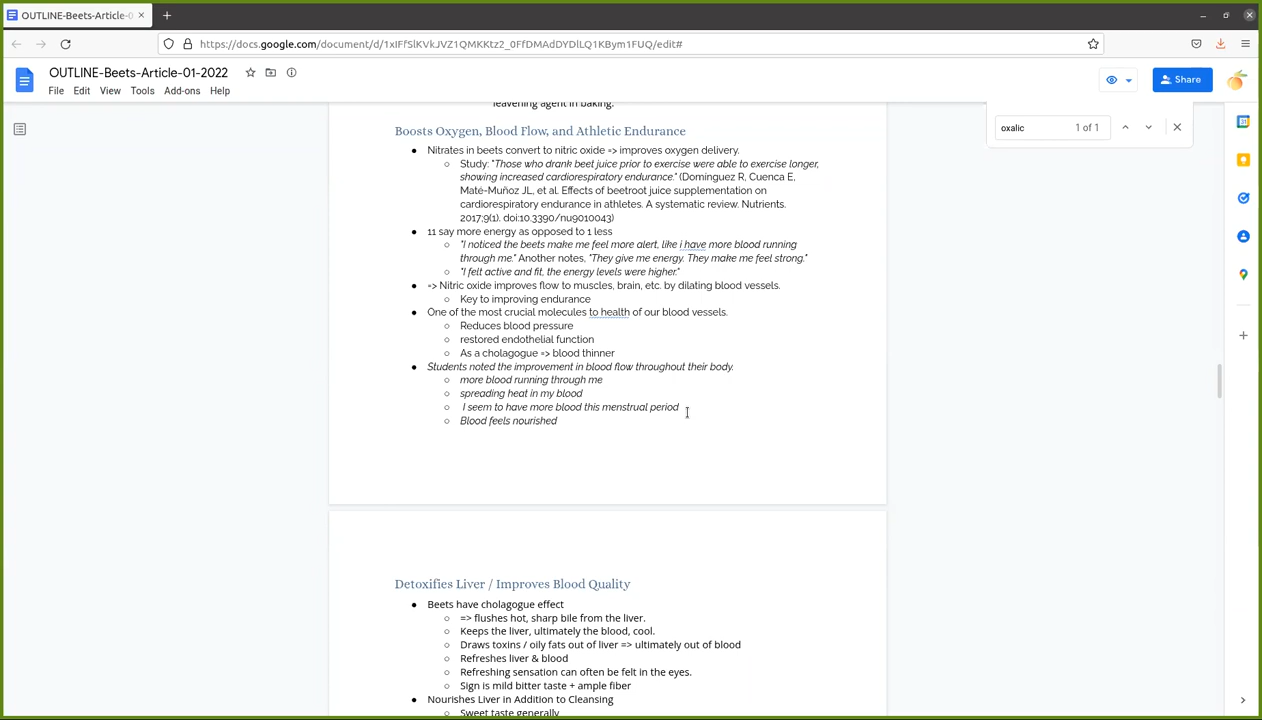 OUTLINE-Beets-Article-0
https://docs.google.com/document/d/1xIFfSlKVkJVZ1QMKKtz2_0FfDMAdDYDlLQ1KBym1FUQ/edit#
OUTLINE-Beets-Article-01-2022
File Edit View Tools Add-ons Help
Share
oxalic 1 of 1
leavening agent in baking.
Boosts Oxygen, Blood Flow, and Athletic Endurance
● Nitrates in beets convert to nitric oxide => improves oxygen delivery.
○ Study: "Those who drank beet juice prior to exercise were able to exercise longer,
showing increased cardiorespiratory endurance." (Domínguez R, Cuenca E,
Maté-Muñoz JL, et al. Effects of beetroot juice supplementation on
cardiorespiratory endurance in athletes. A systematic review. Nutrients.
2017;9(1). doi:10.3390/nu9010043)
● 11 say more energy as opposed to 1 less
○ "I noticed the beets make me feel more alert, like i have more blood running
through me." Another notes, "They give me energy. They make me feel strong."
○ "I felt active and fit, the energy levels were higher."
● => Nitric oxide improves flow to muscles, brain, etc. by dilating blood vessels.
○ Key to improving endurance
● One of the most crucial molecules to health of our blood vessels.
○ Reduces blood pressure
○ restored endothelial function
○ As a cholagogue => blood thinner
● Students noted the improvement in blood flow throughout their body.
○ more blood running through me
○ spreading heat in my blood
○ I seem to have more blood this menstrual period
○ Blood feels nourished
Detoxifies Liver / Improves Blood Quality
● Beets have cholagogue effect
○ => flushes hot, sharp bile from the liver.
○ Keeps the liver, ultimately the blood, cool.
○ Draws toxins / oily fats out of liver => ultimately out of blood
○ Refreshes liver & blood
○ Refreshing sensation can often be felt in the eyes.
○ Sign is mild bitter taste + ample fiber
● Nourishes Liver in Addition to Cleansing
○ Sweet taste generally